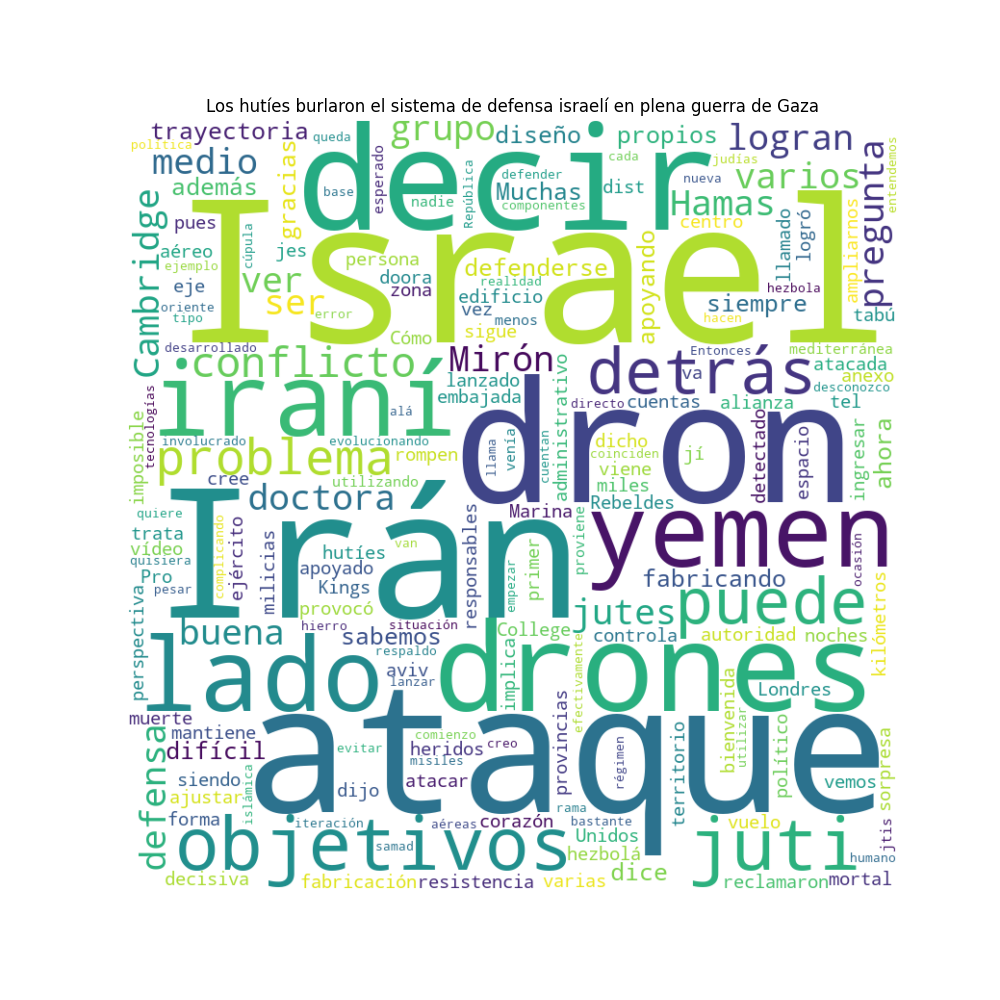 Los hutíes burlaron el sistema de defensa israelí en plena guerra de Gaza
política
trayectoria
queda
grupo
diseño
propios
logran
medio
decir
cada
judías
defender
nueva
varios
pregunta
entendemos
además
base
esperado
gracias
nadie
República
Muchas
componentes
dist
Hamas
centro
llamado
logró
ampliarnos
pues
Cambridge
aéreo
ejemplo
cúpula
jes
ver
persona
doora
zona
defenderse
realidad
edificio
apoyando
hezbola
siempre
tabú
eje
oriente
tipo
ser
error
Israel
vez
menos
sigue
hacen
desarrollado
conflicto
Cómo
Mirón
Entonces
mediterránea
detrás
va
atacada
anexo
desconozco
iraní
alá
lanzado
embajada
administrativo
directo
cuentas
alianza
tel
tecnologías
imposible
involucrado
evolucionando
problema
rompen
llama
venía
cuentan
dron
dicho
coinciden
jí
detectado
espacio
ingresar
ahora
cree
utilizando
viene
miles
quiere
doctora
Irán
Marina
Rebeldes
yemen
trata
vídeo
quisiera
complicando
ejército
milicias
hutíes
van
responsables
proviene
ocasión
Pro
pesar
apoyado
Kings
empezar
primer
fabricando
perspectiva
provocó
jutes
puede
kilómetros
hierro
situación
buena
sabemos
College
controla
autoridad
noches
respaldo
lado
aviv
lanzar
drones
implica
efectivamente
Londres
muerte
mantiene
defensa
difícil
evitar
comienzo
heridos
misiles
creo
provincias
régimen
territorio
bienvenida
utilizar
político
sorpresa
siendo
ajustar
islámica
ataque
dijo
atacar
vemos
forma
iteración
samad
aéreas
corazón
rama
bastante
Unidos
vuelo
jtis
humano
objetivos
hezbolá
juti
decisiva
fabricación
resistencia
varias
dice
reclamaron
mortal